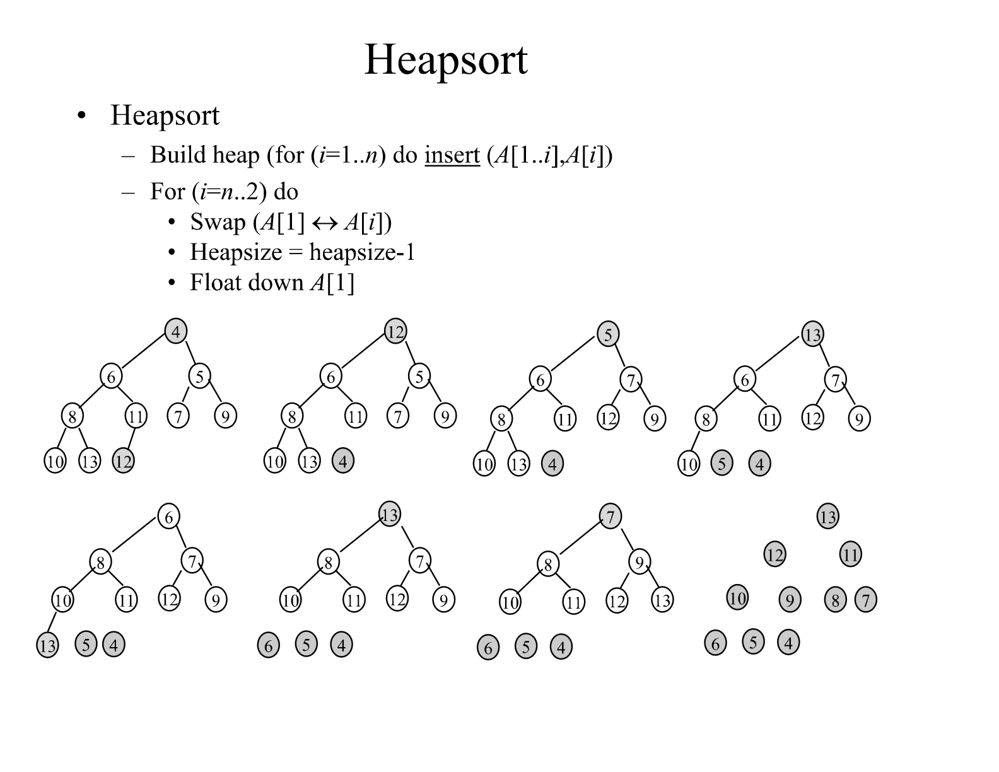 Heapsort
• Heapsort
– Build heap (for (i=1..n) do insert (A[1..i],A[i])
– For (i=n..2) do
• Swap (A[1] ↔ A[i])
• Heapsize = heapsize-1
• Float down A[1]
4 12 5 13
6 5 6 5 6 7 6 7
8 11 7 9 8 11 7 9 8 11 12 9 8 11 12 9
10 13 12 10 13 4 10 13 4 10 5 4
6 13 7 13
8 7 8 7 8 9 12 11
10 11 12 9 10 11 12 9 10 11 12 13 10 9 8 7
13 5 4 6 5 4 6 5 4 6 5 4